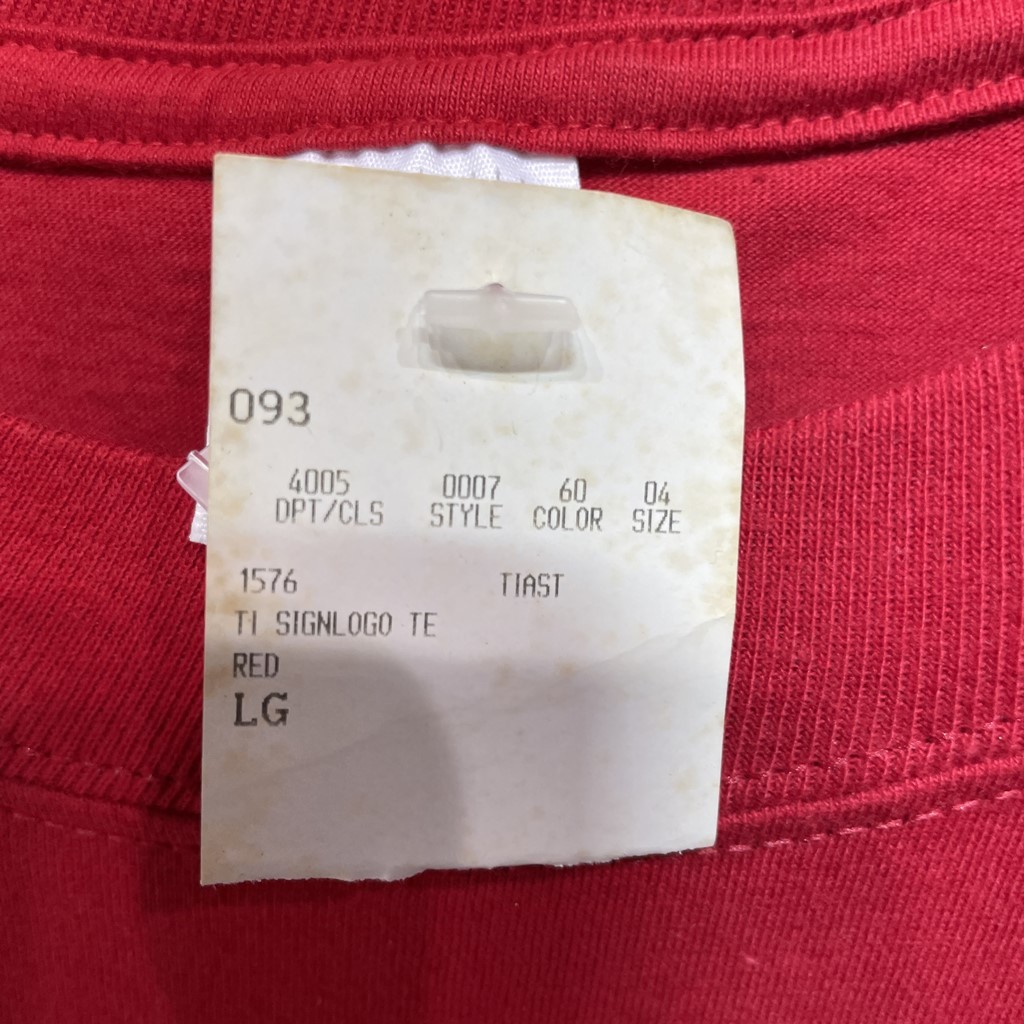 093
4005 0007 60 04
DPT/CLS STYLE COLOR SIZE
1576 TIAST
TI SIGNLOGO TE
RED
LG